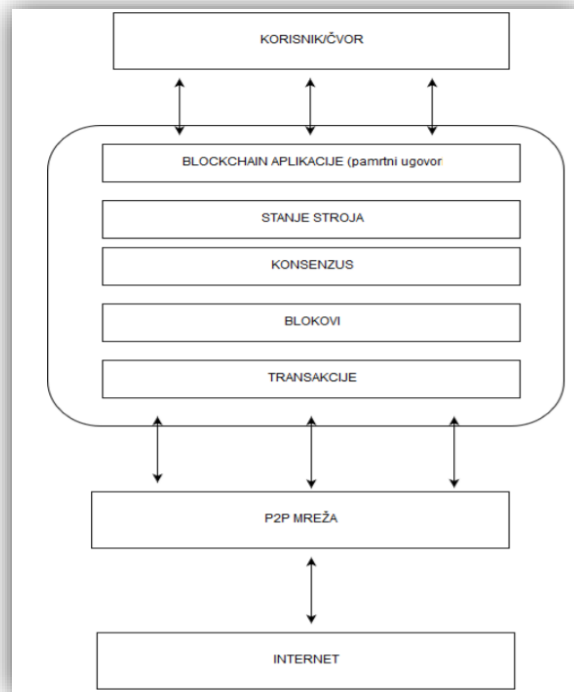 KORISNIK/ČVOR
BLOCKCHAIN APLIKACIJE (pamrtni ugovor
STANJE STROJA
KONSENZUS
BLOKOVI
TRANSAKCIJE
P2P MREŽA
INTERNET